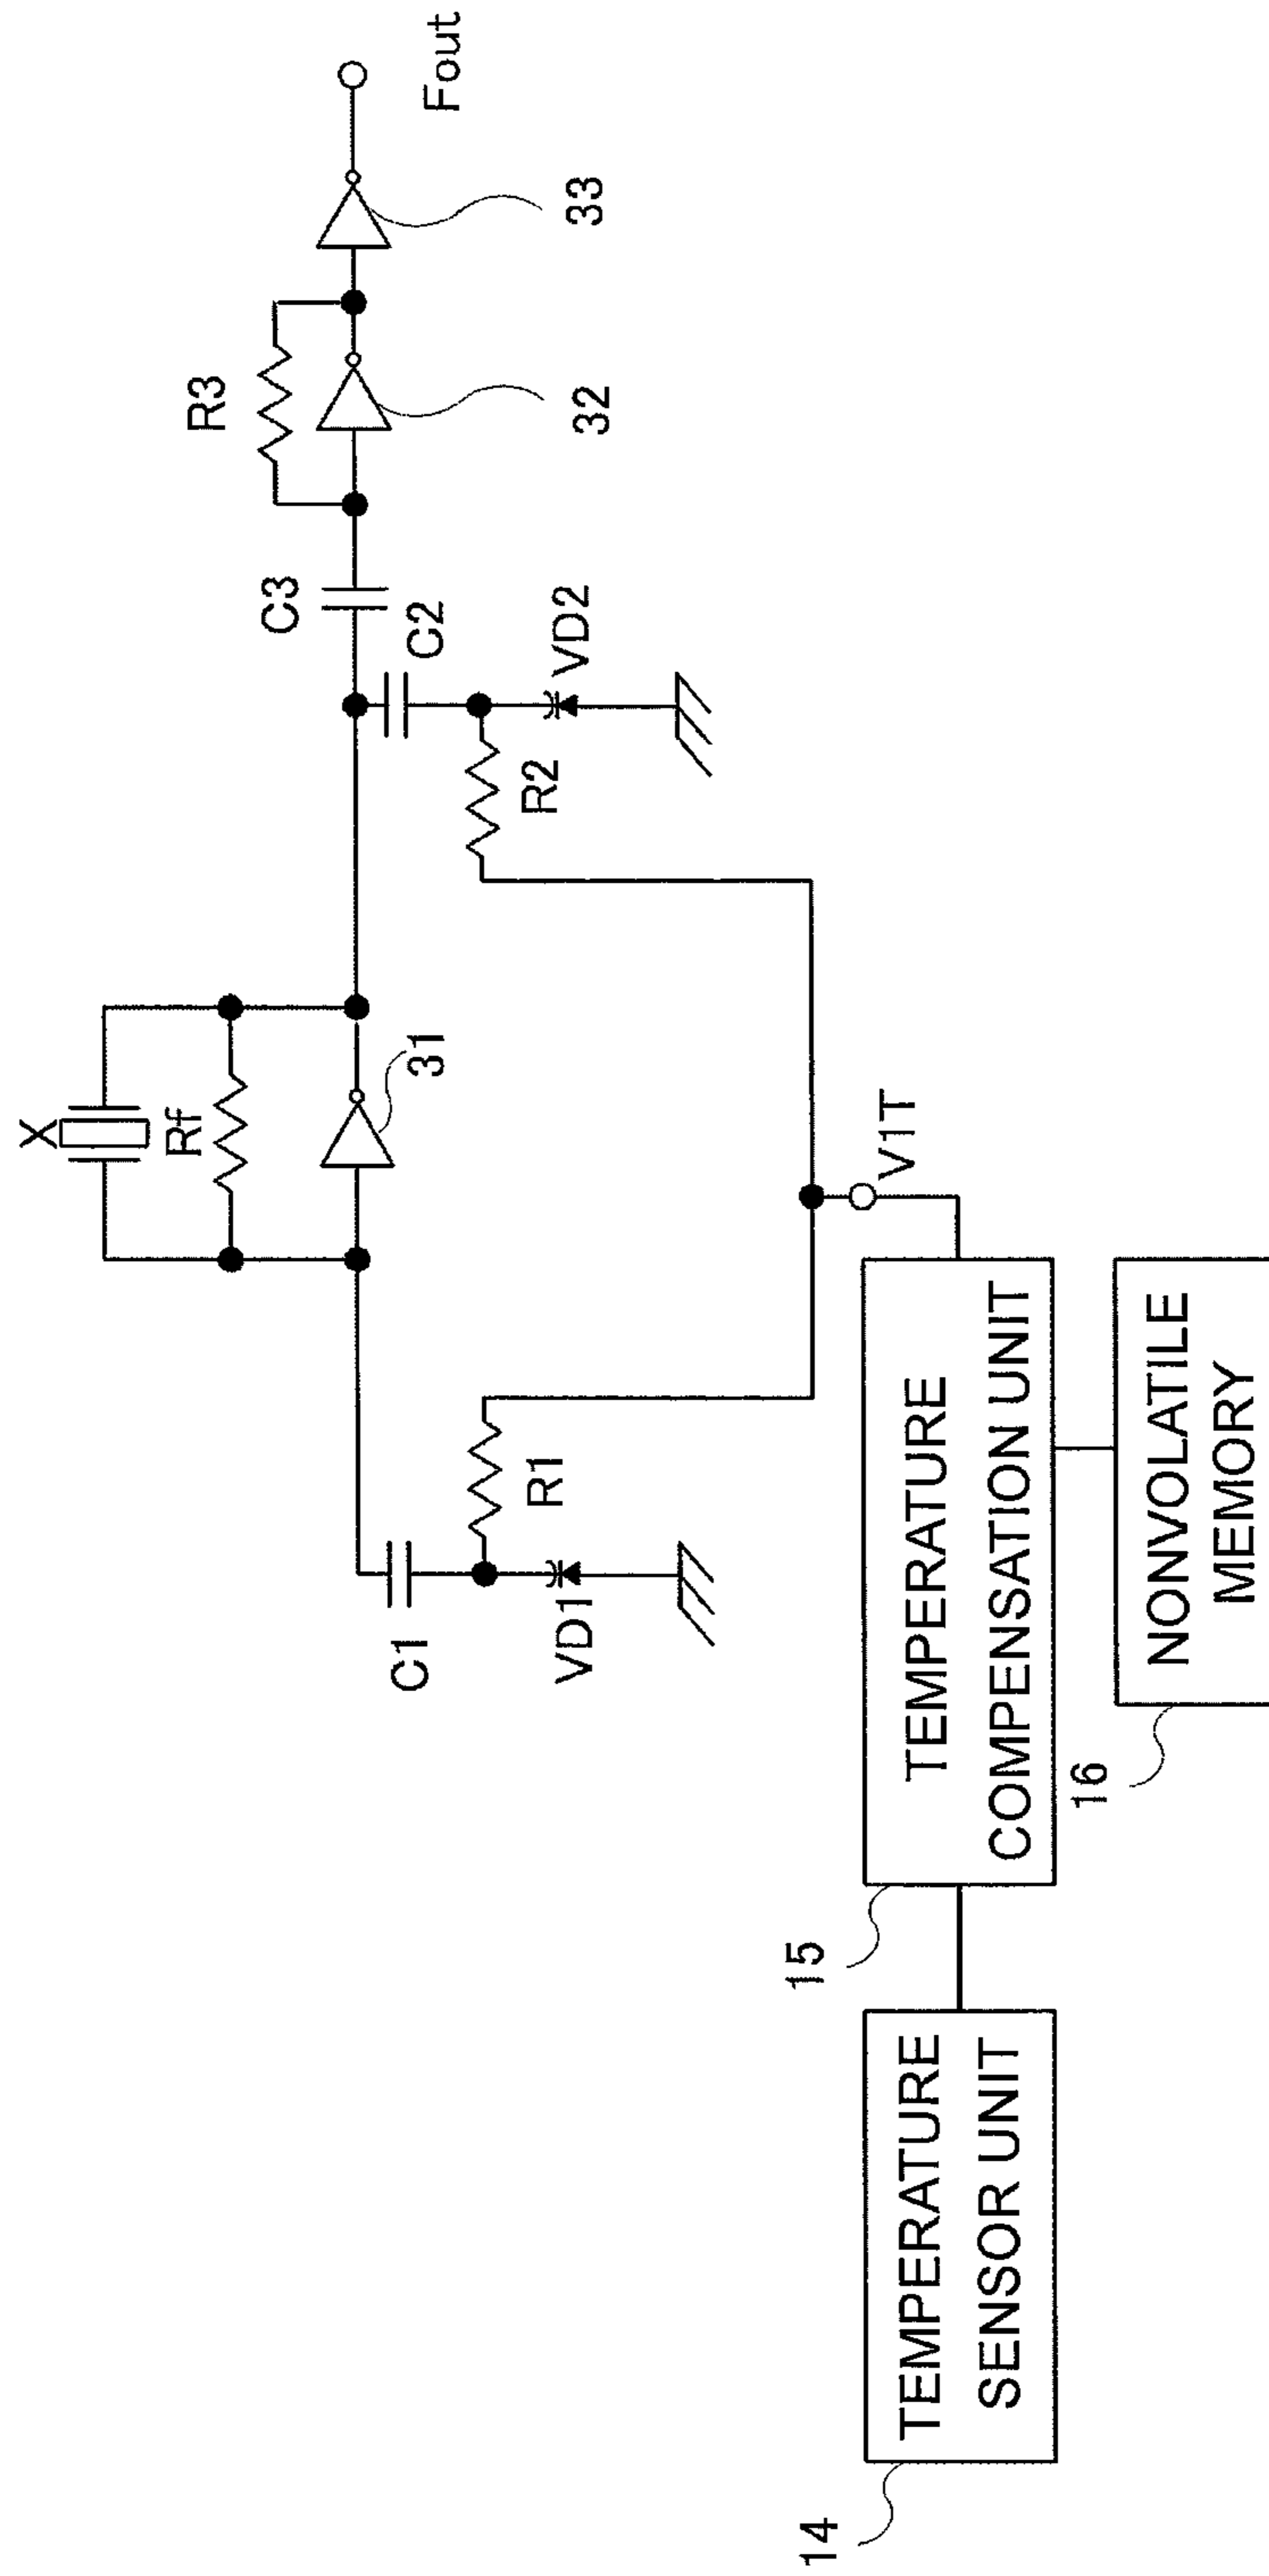 X
Rf
31
R3
C3
32
33
Fout
C1
R1
VD1
C2
R2
VD2
V1T
14
TEMPERATURE
SENSOR UNIT
15
TEMPERATURE
COMPENSATION UNIT
16
NONVOLATILE
MEMORY